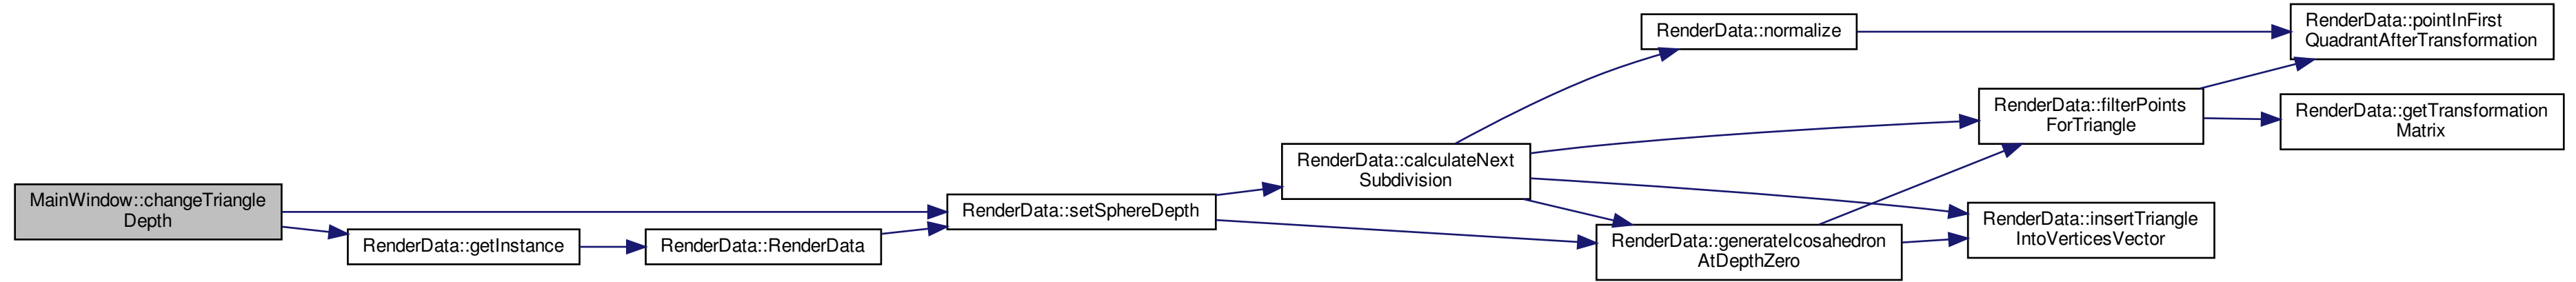 MainWindow::changeTriangle
Depth
RenderData::getInstance
RenderData::RenderData
RenderData::setSphereDepth
RenderData::calculateNext
Subdivision
RenderData::generateIcosahedron
AtDepthZero
RenderData::normalize
RenderData::filterPoints
ForTriangle
RenderData::insertTriangle
IntoVerticesVector
RenderData::pointInFirst
QuadrantAfterTransformation
RenderData::getTransformation
Matrix